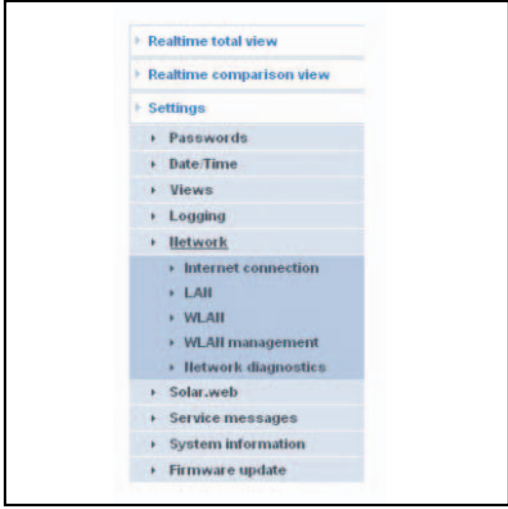 Realtime total view
Realtime comparison view
Settings
Passwords
Date/Time
Views
Logging
Network
Internet connection
LAN
WLAN
WLAN management
Network diagnostics
Solar.web
Service messages
System information
Firmware update